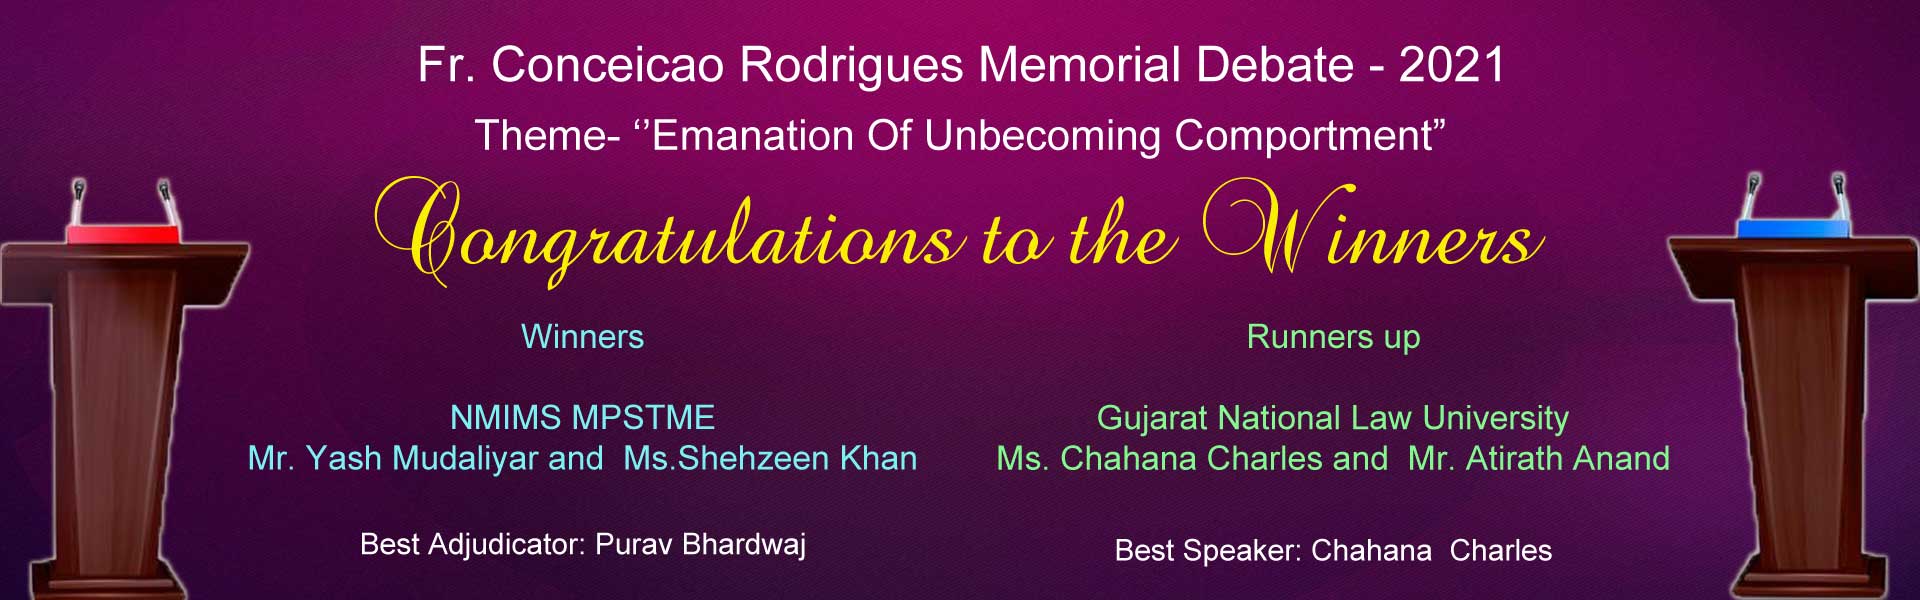 Fr. Conceicao Rodrigues Memorial Debate - 2021
Theme- ‘’Emanation Of Unbecoming Comportment”
Congratulations to the Winners
Winners
NMIMS MPSTME
Mr. Yash Mudaliyar and  Ms.Shehzeen Khan
Best Adjudicator: Purav Bhardwaj
Runners up
Gujarat National Law University
Ms. Chahana Charles and  Mr. Atirath Anand
Best Speaker: Chahana  Charles